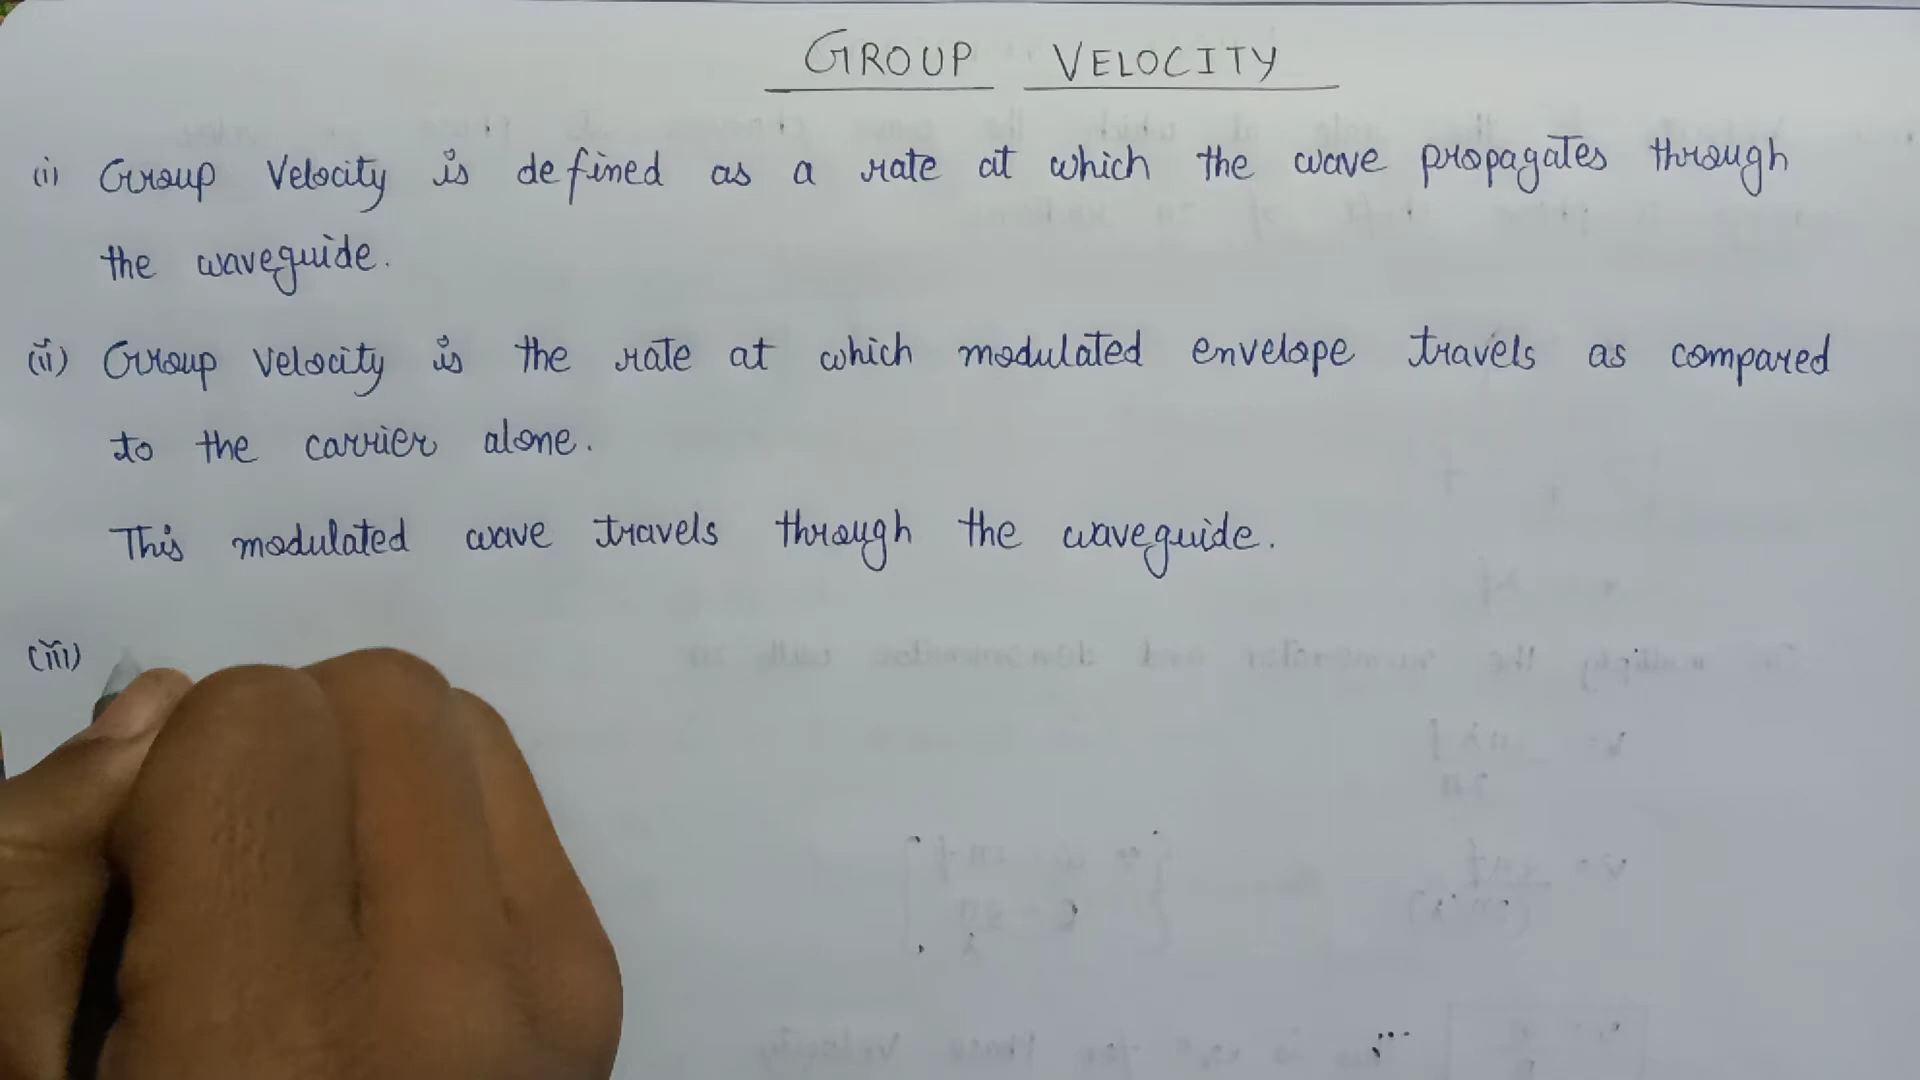 GROUP VELOCITY
(i) Group Velocity is defined as a rate at which the wave propagates through
the waveguide.
(ii) Group Velocity is the rate at which modulated envelope travels as compared
to the carrier alone.
This modulated wave travels through the waveguide.
(iii)